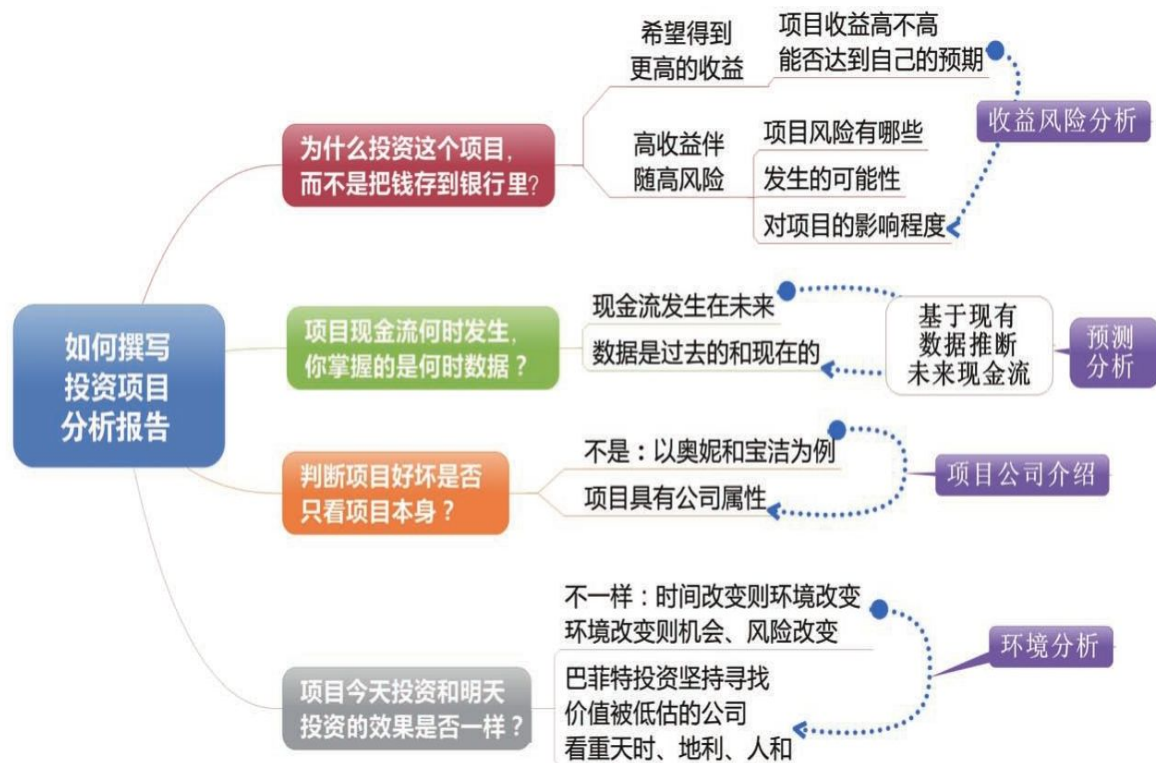 如何撰写
投资项目
分析报告
为什么投资这个项目，
而不是把钱存到银行里？
希望得到
更高的收益
项目收益高不高
能否达到自己的预期
高收益伴
随高风险
项目风险有哪些
发生的可能性
对项目的影响程度
收益风险分析
项目现金流何时发生，
你掌握的是何时数据？
现金流发生在未来
数据是过去的和现在的
基于现有
数据推断
未来现金流
预测
分析
判断项目好坏是否
只看项目本身？
不是：以奥妮和宝洁为例
项目具有公司属性
项目公司介绍
项目今天投资和明天
投资的效果是否一样？
不一样：时间改变则环境改变
环境改变则机会、风险改变
巴菲特投资坚持寻找
价值被低估的公司
看重天时、地利、人和
环境分析